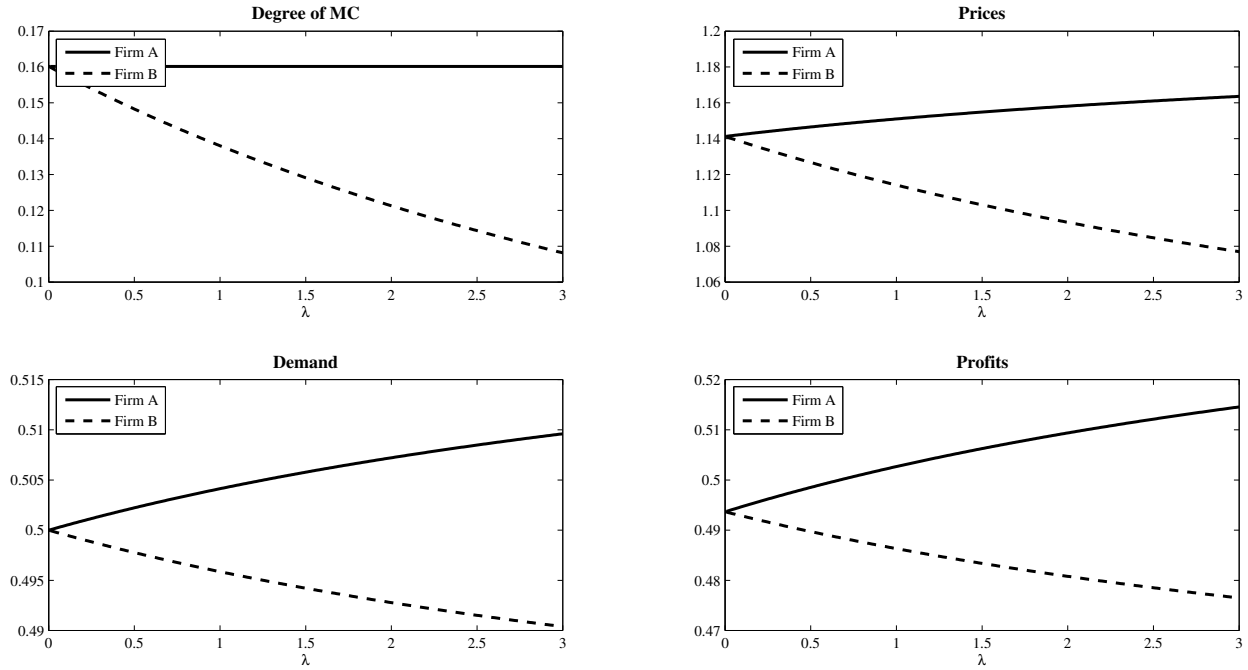 Degree of MC
0.17
0.16
0.15
0.14
0.13
0.12
0.11
0.1
Firm A
Firm B
0 0.5 1 1.5 2 2.5 3
λ
Prices
1.2
1.18
1.16
1.14
1.12
1.1
1.08
1.06
Firm A
Firm B
0 0.5 1 1.5 2 2.5 3
λ
Demand
0.515
0.51
0.505
0.5
0.495
0.49
Firm A
Firm B
0 0.5 1 1.5 2 2.5 3
λ
Profits
0.52
0.51
0.5
0.49
0.48
0.47
Firm A
Firm B
0 0.5 1 1.5 2 2.5 3
λ